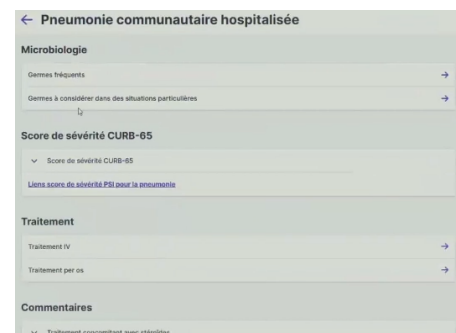 ← Pneumonie communautaire hospitalisée
Microbiologie
Germes fréquents →
Germes à considérer dans des situations particulières →
Score de sévérité CURB-65
Score de sévérité CURB-65
Liens score de sévérité PSI pour la pneumonie
Traitement
Traitement IV →
Traitement per os →
Commentaires
Traitement concomitant avec stéroïdes